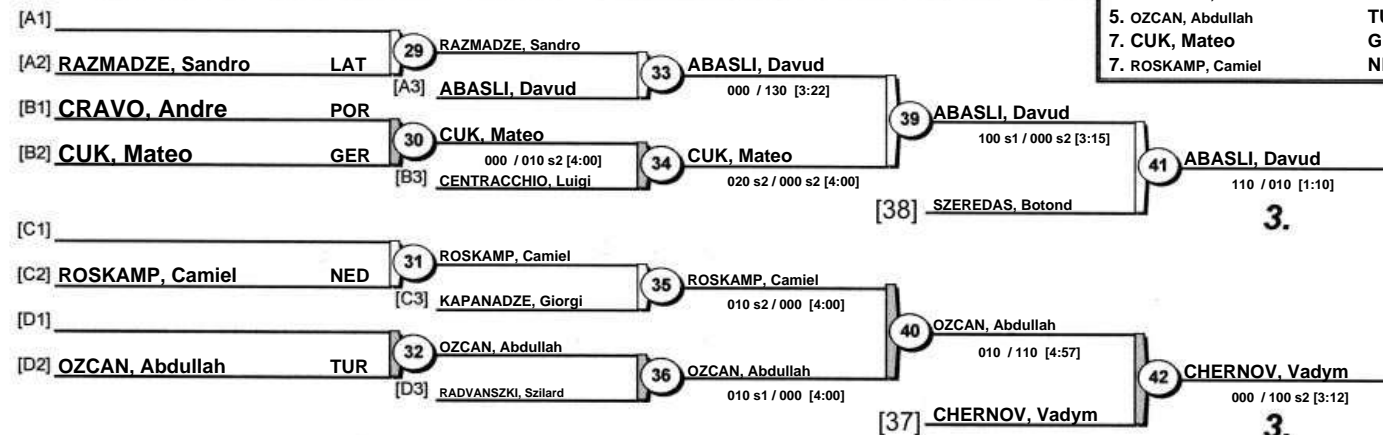 5. OZCAN, Abdullah
7. CUK, Mateo
7. ROSKAMP, Camiel
[A1]
[A2] RAZMADZE, Sandro LAT
29
RAZMADZE, Sandro
[A3] ABASLI, Davud
33
ABASLI, Davud
000 / 130 [3:22]
[B1] CRAVO, Andre POR
[B2] CUK, Mateo GER
30
CUK, Mateo
000 / 010 s2 [4:00]
[B3] CENTRACCHIO, Luigi
34
CUK, Mateo
020 s2 / 000 s2 [4:00]
39
ABASLI, Davud
100 s1 / 000 s2 [3:15]
[38] SZEREDAS, Botond
41
ABASLI, Davud
110 / 010 [1:10]
3.
[C1]
[C2] ROSKAMP, Camiel NED
31
ROSKAMP, Camiel
[C3] KAPANADZE, Giorgi
35
ROSKAMP, Camiel
010 s2 / 000 [4:00]
[D1]
[D2] OZCAN, Abdullah TUR
32
OZCAN, Abdullah
[D3] RADVANSZKI, Szilard
36
OZCAN, Abdullah
010 s1 / 000 [4:00]
40
OZCAN, Abdullah
010 / 110 [4:57]
[37] CHERNOV, Vadym
42
CHERNOV, Vadym
000 / 100 s2 [3:12]
3.